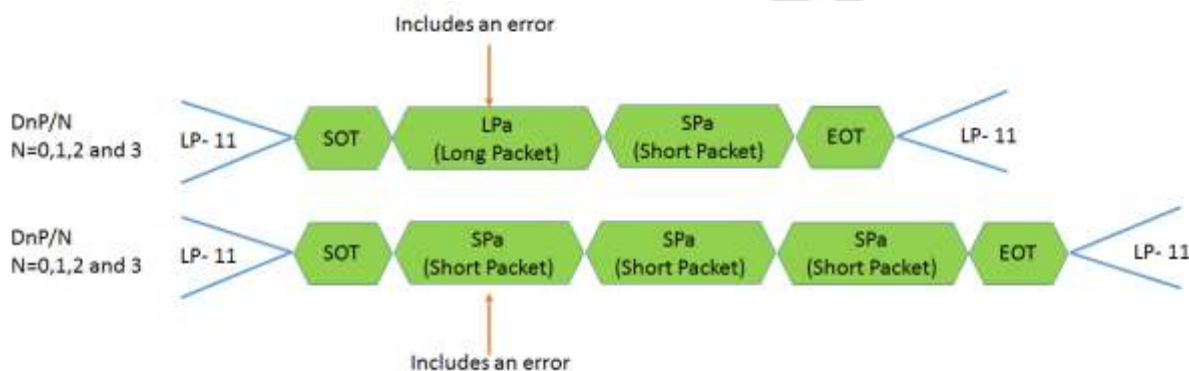 Includes an error
DnP/N
N=0,1,2 and 3
LP- 11
SOT
LPa
(Long Packet)
SPa
(Short Packet)
EOT
LP- 11
DnP/N
N=0,1,2 and 3
LP- 11
SOT
SPa
(Short Packet)
SPa
(Short Packet)
SPa
(Short Packet)
EOT
LP- 11
Includes an error